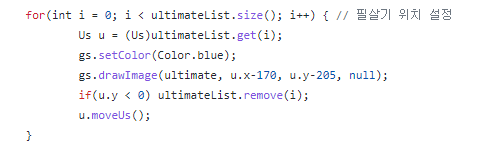 for(int i = 0; i < ultimateList.size(); i++) { // 필살기 위치 설정
Us u = (Us)ultimateList.get(i);
gs.setColor(Color.blue);
gs.drawImage(ultimate, u.x-170, u.y-205, null);
if(u.y < 0) ultimateList.remove(i);
u.moveUs();
}